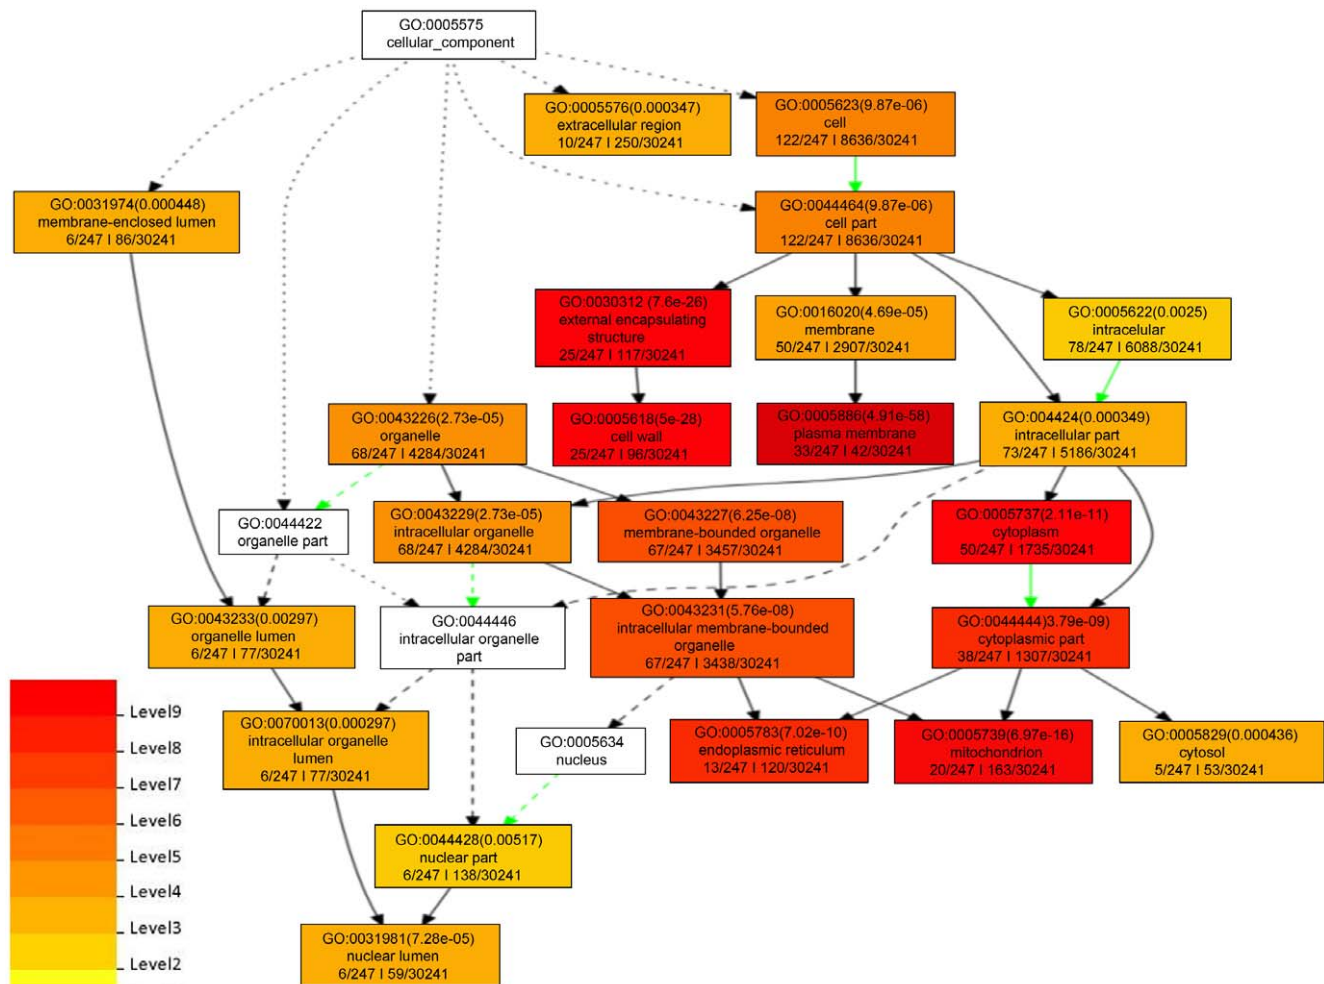 GO:0005575
cellular_component
GO:0005576(0.000347)
extracellular region
10/247 I 250/30241
GO:0005623(9.87e-06)
cell
122/247 I 8636/30241
GO:0031974(0.000448)
membrane-enclosed lumen
6/247 I 86/30241
GO:0044464(9.87e-06)
cell part
122/247 I 8636/30241
GO:0030312 (7.6e-26)
external encapsulating
structure
25/247 I 117/30241
GO:0016020(4.69e-05)
membrane
50/247 I 2907/30241
GO:0005622(0.0025)
intracelular
78/247 I 6088/30241
GO:0043226(2.73e-05)
organelle
68/247 I 4284/30241
GO:0005618(5e-28)
cell wall
25/247 I 96/30241
GO:0005886(4.91e-58)
plasma membrane
33/247 I 42/30241
GO:004424(0.000349)
intracellular part
73/247 I 5186/30241
GO:0044422
organelle part
GO:0043229(2.73e-05)
intracellular organelle
68/247 I 4284/30241
GO:0043227(6.25e-08)
membrane-bounded organelle
67/247 I 3457/30241
GO:0005737(2.11e-11)
cytoplasm
50/247 I 1735/30241
GO:0043233(0.00297)
organelle lumen
6/247 I 77/30241
GO:0044446
intracellular organelle
part
GO:0043231(5.76e-08)
intracellular membrane-bounded
organelle
67/247 I 3438/30241
GO:0044444)3.79e-09)
cytoplasmic part
38/247 I 1307/30241
GO:0070013(0.000297)
intracellular organelle
lumen
6/247 I 77/30241
GO:0005634
nucleus
GO:0005783(7.02e-10)
endoplasmic reticulum
13/247 I 120/30241
GO:0005739(6.97e-16)
mitochondrion
20/247 I 163/30241
GO:0005829(0.000436)
cytosol
5/247 I 53/30241
GO:0044428(0.00517)
nuclear part
6/247 I 138/30241
GO:0031981(7.28e-05)
nuclear lumen
6/247 I 59/30241
Level9
Level8
Level7
Level6
Level5
Level4
Level3
Level2